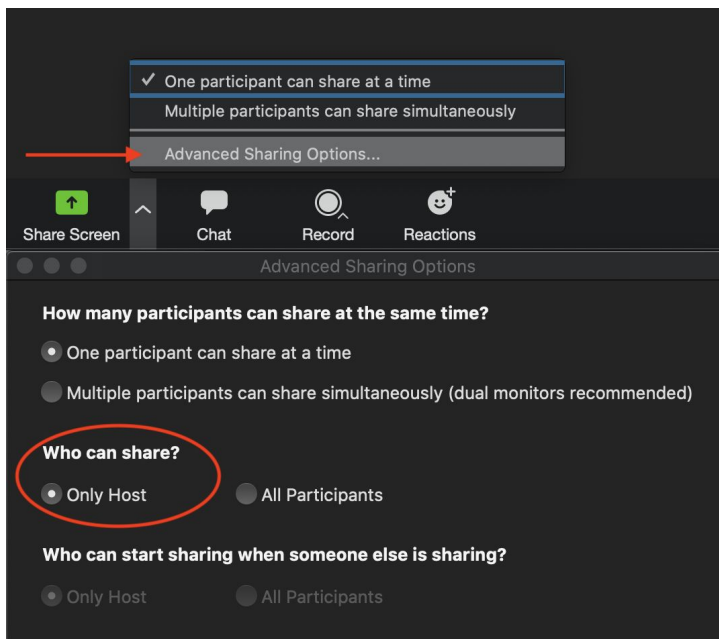 One participant can share at a time
Multiple participants can share simultaneously
Advanced Sharing Options...
Share Screen Chat Record Reactions
Advanced Sharing Options
How many participants can share at the same time?
One participant can share at a time
Multiple participants can share simultaneously (dual monitors recommended)
Who can share?
Only Host All Participants
Who can start sharing when someone else is sharing?
Only Host All Participants